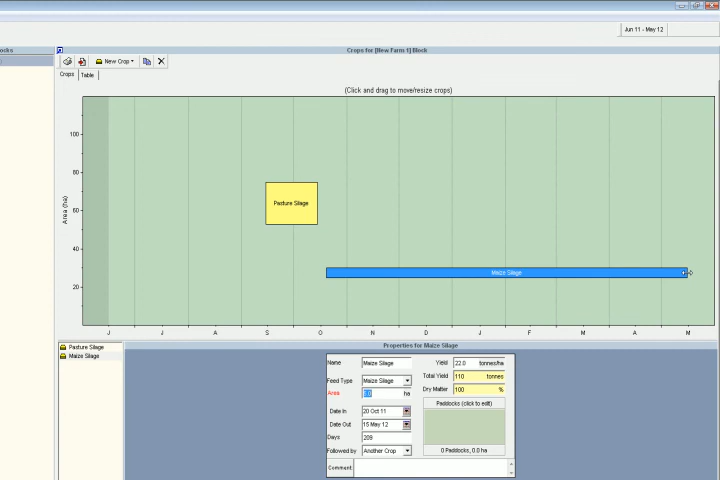 Jun 11 - May 12
ocks
Crops for [New Farm 1] Block
New Crop
Crops Table
(Click and drag to move/resize crops)
100
80
60
40
20
Area (ha)
Pasture Silage
Maize Silage
J J A S O N D J F M A M
Pasture Silage
Maize Silage
Properties for Maize Silage
Name Maize Silage
Yield 22.0 tonnes/ha
Total Yield 110 tonnes
Feed Type Maize Silage
Dry Matter 100 %
Area 5.0 ha
Paddocks (click to edit)
Date In 20 Oct 11
Date Out 15 May 12
Days 209
Followed by Another Crop
0 Paddocks, 0.0 ha
Comment